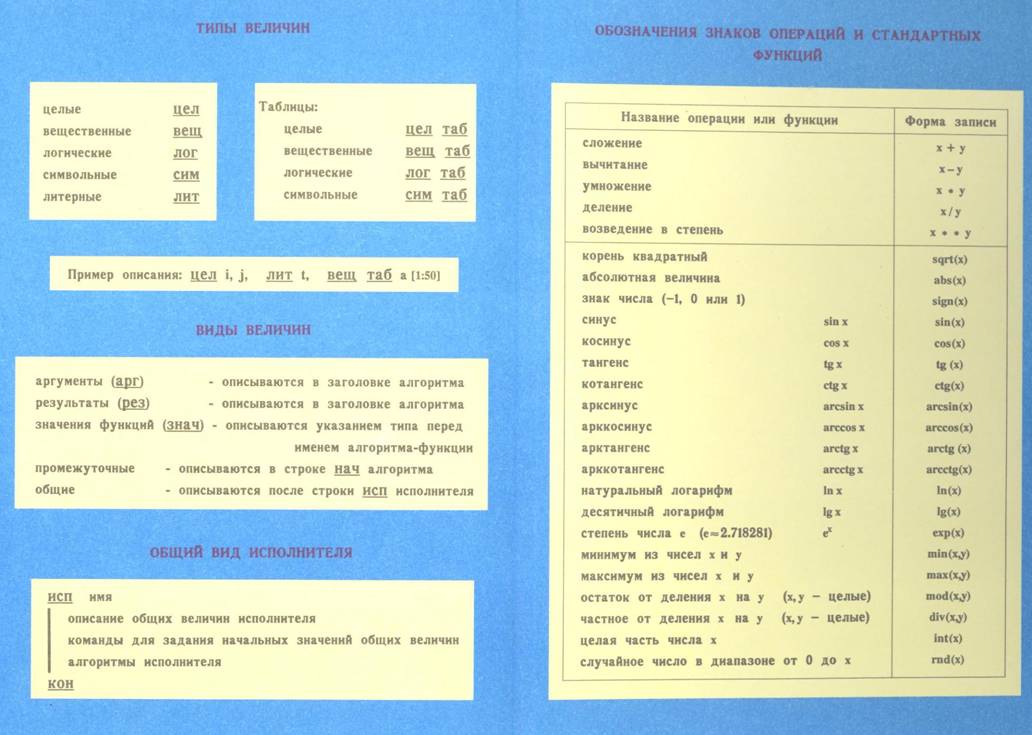 ТИПЫ ВЕЛИЧИН
целые цел
вещественные вещ
логические лог
символьные сим
литерные лит
Таблицы:
целые цел таб
вещественные вещ таб
логические лог таб
символьные сим таб
Пример описания: цел i, j, лит t, вещ таб a [1:50]
ВИДЫ ВЕЛИЧИН
аргументы (арг) - описываются в заголовке алгоритма
результаты (рез) - описываются в заголовке алгоритма
значения функций (знач) - описываются указанием типа перед
именем алгоритма-функции
промежуточные - описываются в строке нач алгоритма
общие - описываются после строки исп исполнителя
ОБЩИЙ ВИД ИСПОЛНИТЕЛЯ
исп имя
описание общих величин исполнителя
команды для задания начальных значений общих величин
алгоритмы исполнителя
кон
ОБОЗНАЧЕНИЯ ЗНАКОВ ОПЕРАЦИЙ И СТАНДАРТНЫХ
ФУНКЦИЙ
Название операции или функции Форма записи
сложение x + y
вычитание x – y
умножение x * y
деление x / y
возведение в степень x * * y
корень квадратный sqrt(x)
абсолютная величина abs(x)
знак числа (−1, 0 или 1) sign(x)
синус sin x sin(x)
косинус cos x cos(x)
тангенс tg x tg (x)
котангенс ctg x ctg(x)
арксинус arcsin x arcsin(x)
арккосинус arccos x arccos(x)
арктангенс arctg x arctg (x)
арккотангенс arcctg x arcctg(x)
натуральный логарифм ln x ln(x)
десятичный логарифм lg x lg(x)
степень числа e (e≈2.718281) eˣ exp(x)
минимум из чисел x и y min(x,y)
максимум из чисел x и y max(x,y)
остаток от деления x на y (x, y – целые) mod(x,y)
частное от деления x на y (x, y – целые) div(x,y)
целая часть числа x int(x)
случайное число в диапазоне от 0 до x rnd(x)